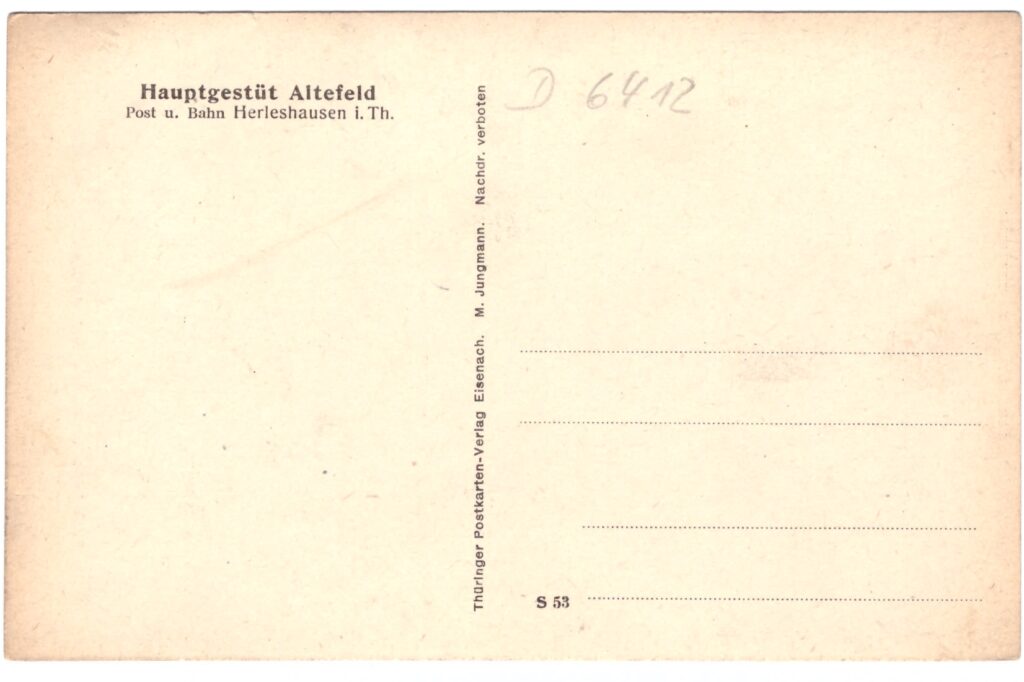 Hauptgestüt Altefeld
Post u. Bahn Herleshausen i. Th.
Thüringer Postkarten-Verlag Eisenach. M. Jungmann. Nachdr. verboten
D 6412
S 53